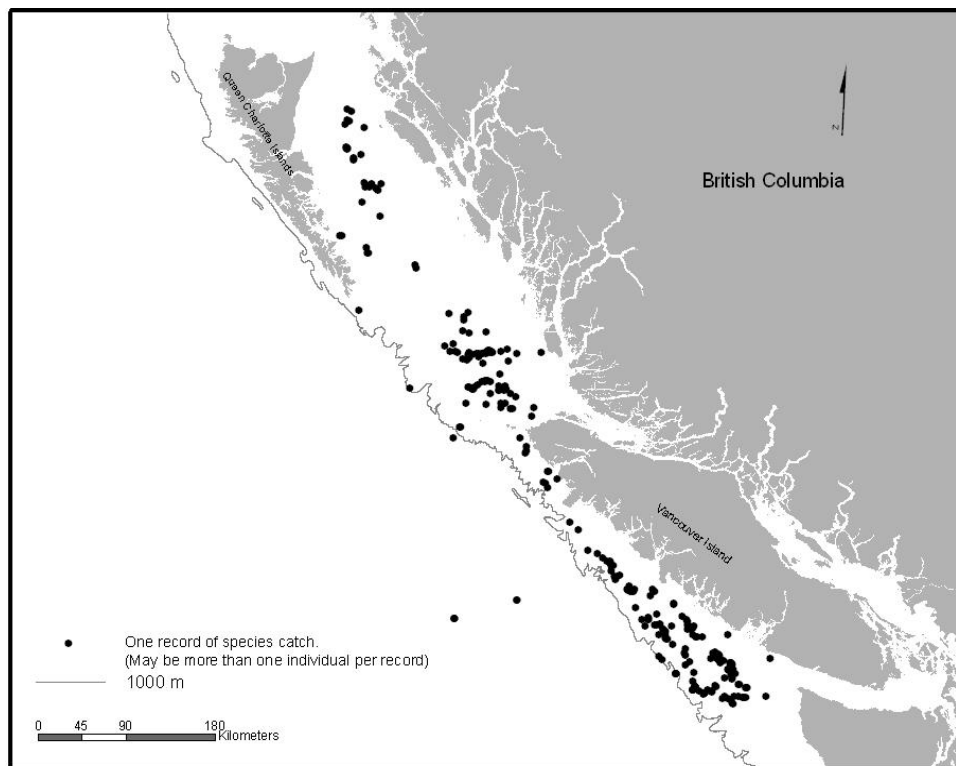 Queen Charlotte Islands
British Columbia
z
Vancouver Island
One record of species catch.
(May be more than one individual per record)
1000 m
0 45 90 180
Kilometers